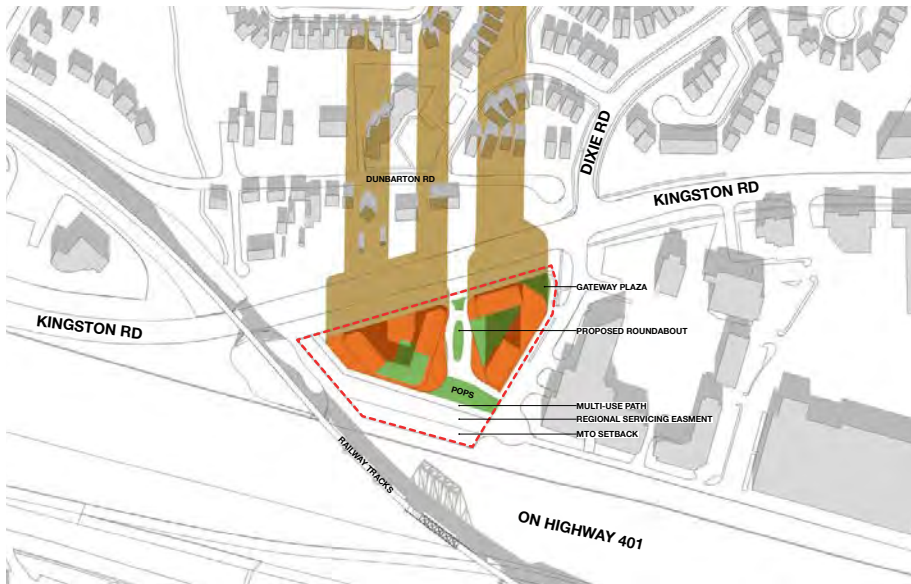 DIXIE RD
DUNBARTON RD
KINGSTON RD
GATEWAY PLAZA
KINGSTON RD
PROPOSED ROUNDABOUT
POPS
MULTI-USE PATH
REGIONAL SERVICING EASMENT
MTO SETBACK
RAILWAY TRACKS
ON HIGHWAY 401